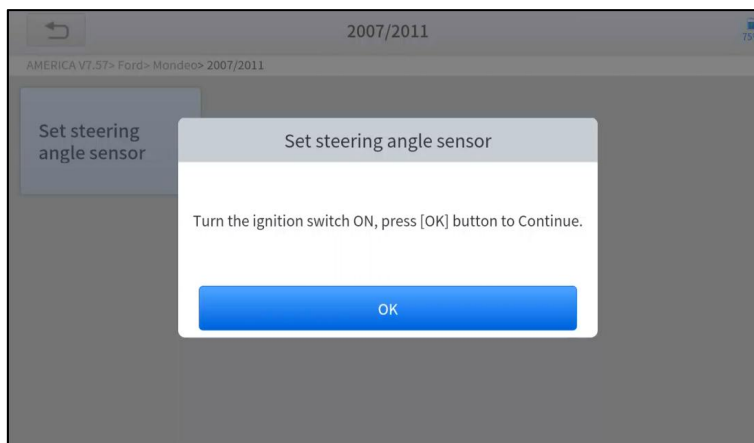 2007/2011
75
AMERICA V7.57> Ford> Mondeo> 2007/2011
Set steering
angle sensor
Set steering angle sensor
Turn the ignition switch ON, press [OK] button to Continue.
OK